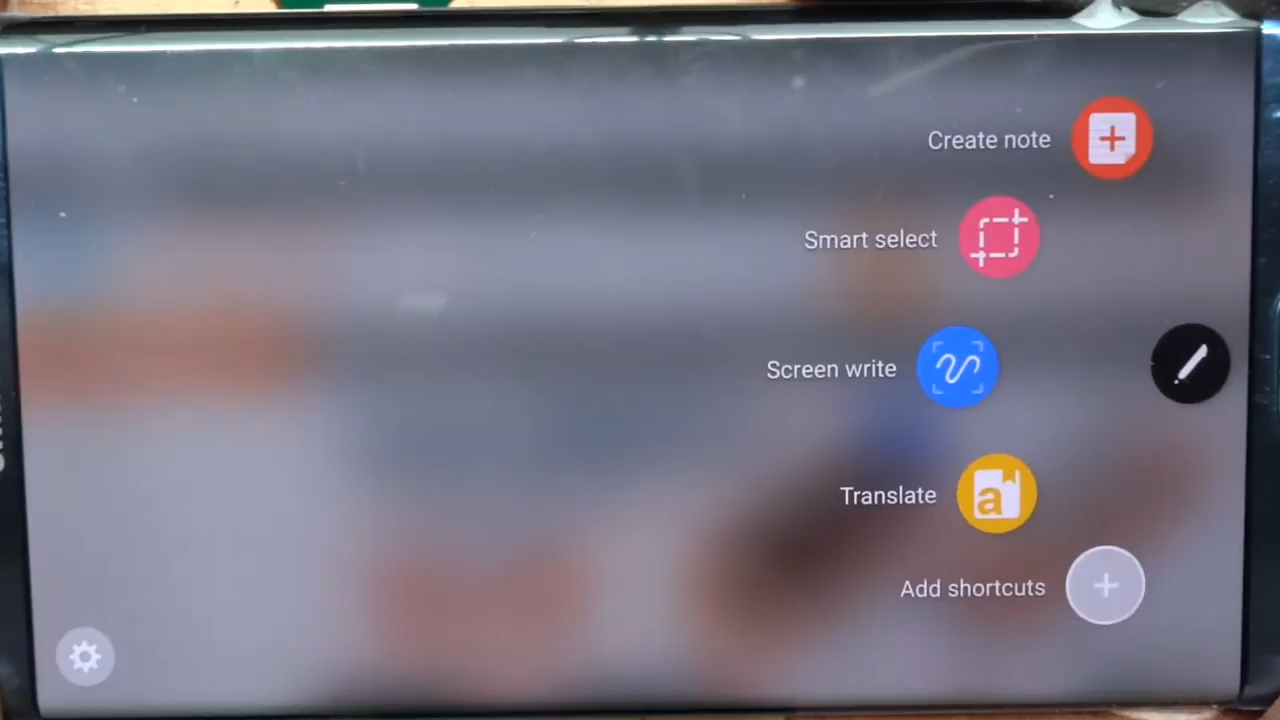 Create note
Smart select
Screen write
Translate
a
Add shortcuts